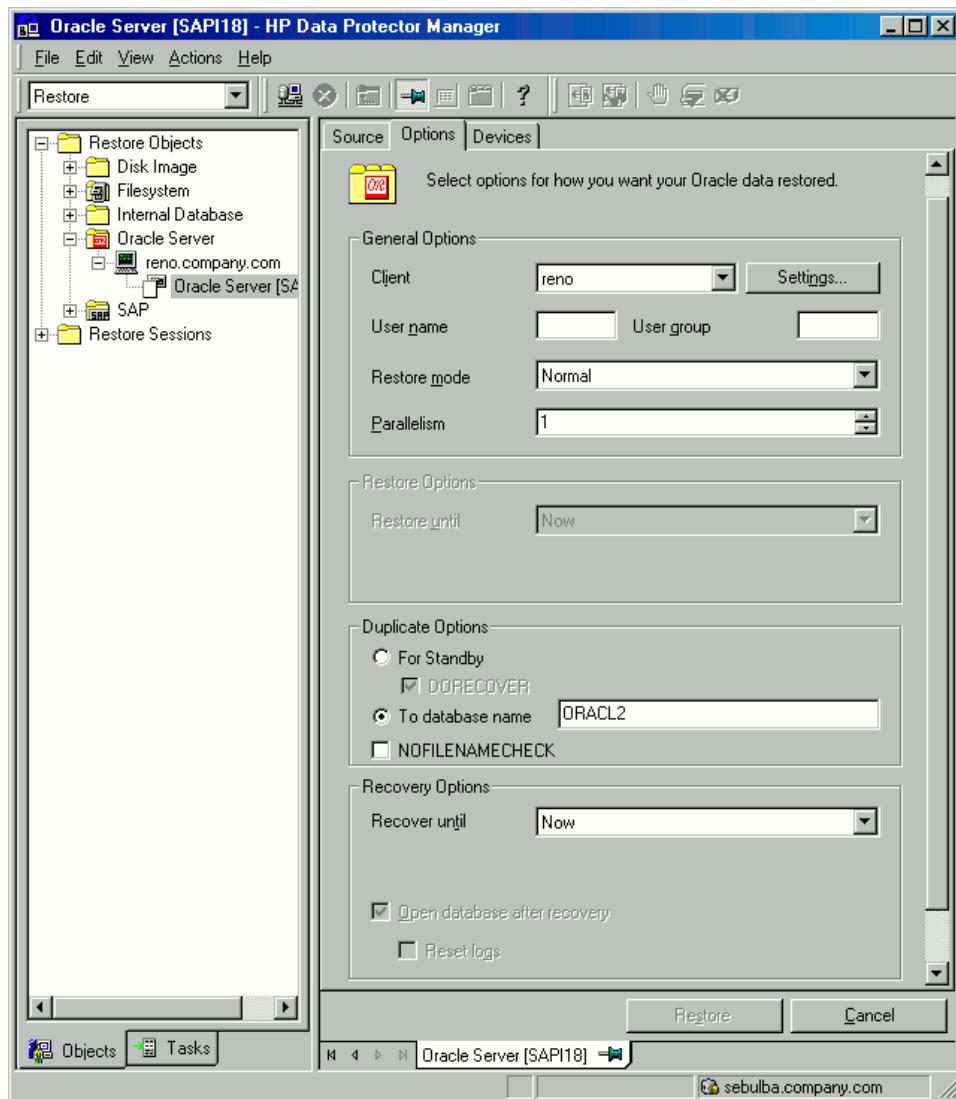 Oracle Server [SAPI18] - HP Data Protector Manager
File Edit View Actions Help
Restore
Restore Objects
Disk Image
Filesystem
Internal Database
Oracle Server
reno.company.com
Oracle Server [SA
SAP
Restore Sessions
Source Options Devices
Select options for how you want your Oracle data restored.
General Options
Client reno Settings...
User name User group
Restore mode Normal
Parallelism 1
Restore Options
Restore until Now
Duplicate Options
For Standby
DORECOVER
To database name ORACL2
NOFILENAMECHECK
Recovery Options
Recover until Now
Open database after recovery
Reset logs
Restore Cancel
Objects Tasks
Oracle Server [SAPI18]
sebulba.company.com